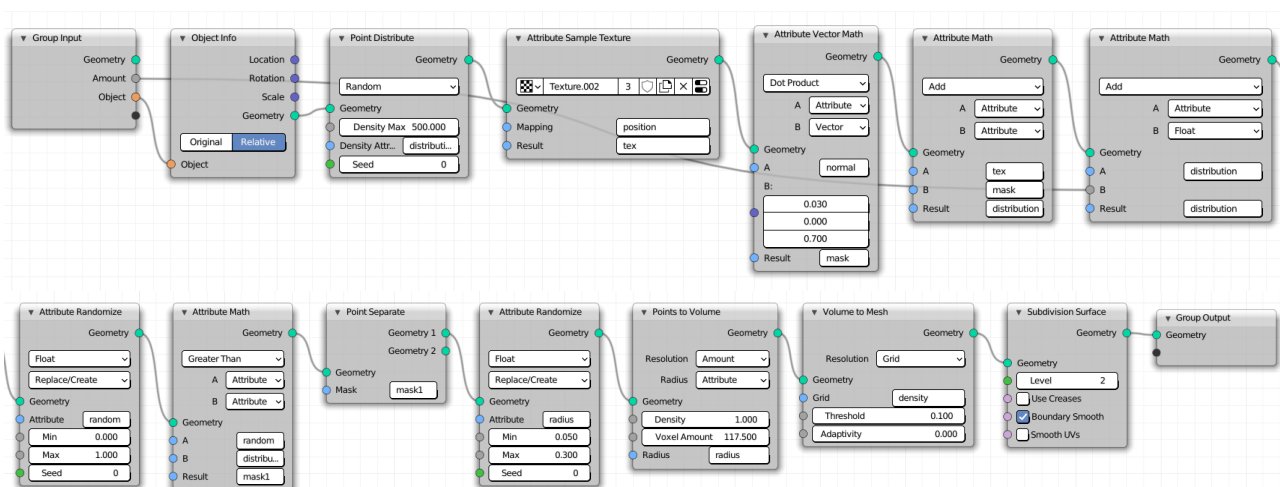 Group Input
Geometry
Amount
Object
Object Info
Location
Rotation
Scale
Geometry
Original Relative
Object
Point Distribute
Geometry
Random
Geometry
Density Max 500.000
Density Attr... distributi...
Seed 0
Attribute Sample Texture
Geometry
Texture.002 3
Geometry
Mapping position
Result tex
Attribute Vector Math
Geometry
Dot Product
A Attribute
B Vector
Geometry
A normal
B:
0.030
0.000
0.700
Result mask
Attribute Math
Geometry
Add
A Attribute
B Attribute
Geometry
A tex
B mask
Result distribution
Attribute Math
Geometry
Add
A Attribute
B Float
Geometry
A distribution
B
Result distribution
Attribute Randomize
Geometry
Float
Replace/Create
Geometry
Attribute random
Min 0.000
Max 1.000
Seed 0
Attribute Math
Geometry
Greater Than
A Attribute
B Attribute
Geometry
A random
B distribu...
Result mask1
Point Separate
Geometry 1
Geometry 2
Geometry
Mask mask1
Attribute Randomize
Geometry
Float
Replace/Create
Geometry
Attribute radius
Min 0.050
Max 0.300
Seed 0
Points to Volume
Geometry
Resolution Amount
Radius Attribute
Geometry
Density 1.000
Voxel Amount 117.500
Radius radius
Volume to Mesh
Geometry
Resolution Grid
Geometry
Grid density
Threshold 0.100
Adaptivity 0.000
Subdivision Surface
Geometry
Geometry
Level 2
Use Creases
Boundary Smooth
Smooth UVs
Group Output
Geometry